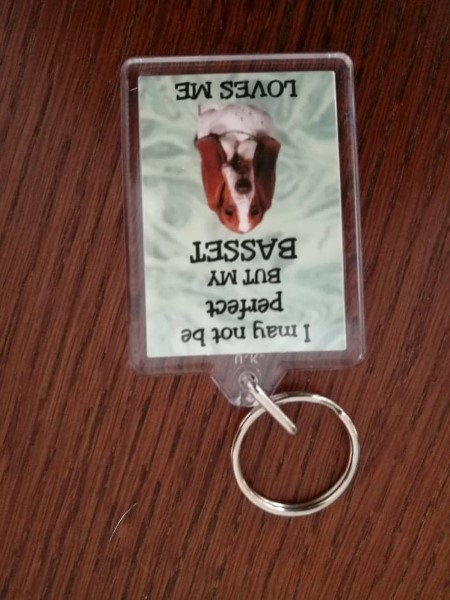 I may not be
perfect
BUT MY
BASSET
LOVES ME
U.K.